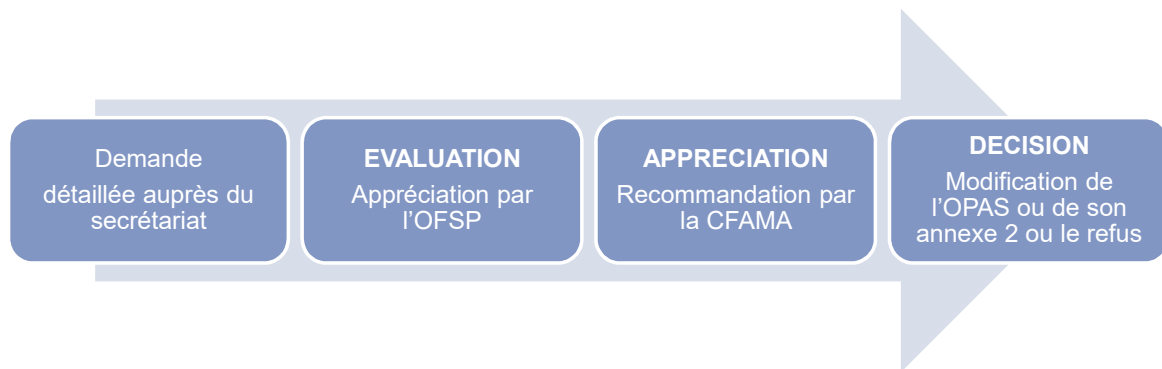 Demande
détaillée auprès du
secrétariat
EVALUATION
Appréciation par
l'OFSP
APPRECIATION
Recommandation par
la CFAMA
DECISION
Modification de
l'OPAS ou de son
annexe 2 ou le refus